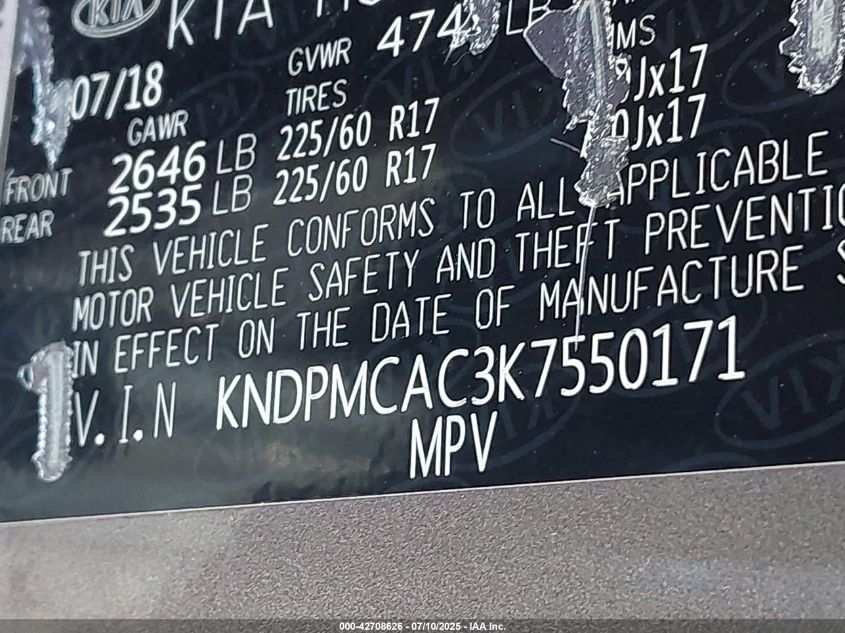 KIA KIA
07/18 GVWR 474 LB
GAWR TIRES
FRONT 2646 LB 225/60 R17 Jx17
REAR 2535 LB 225/60 R17 Jx17
THIS VEHICLE CONFORMS TO ALL APPLICABLE
MOTOR VEHICLE SAFETY AND THEFT
IN EFFECT ON THE DATE OF MANUFACTURE
V.I.N KNDPMCAC3K7550171
MPV
000-42708626 - 07/10/2025 - IAA Inc.